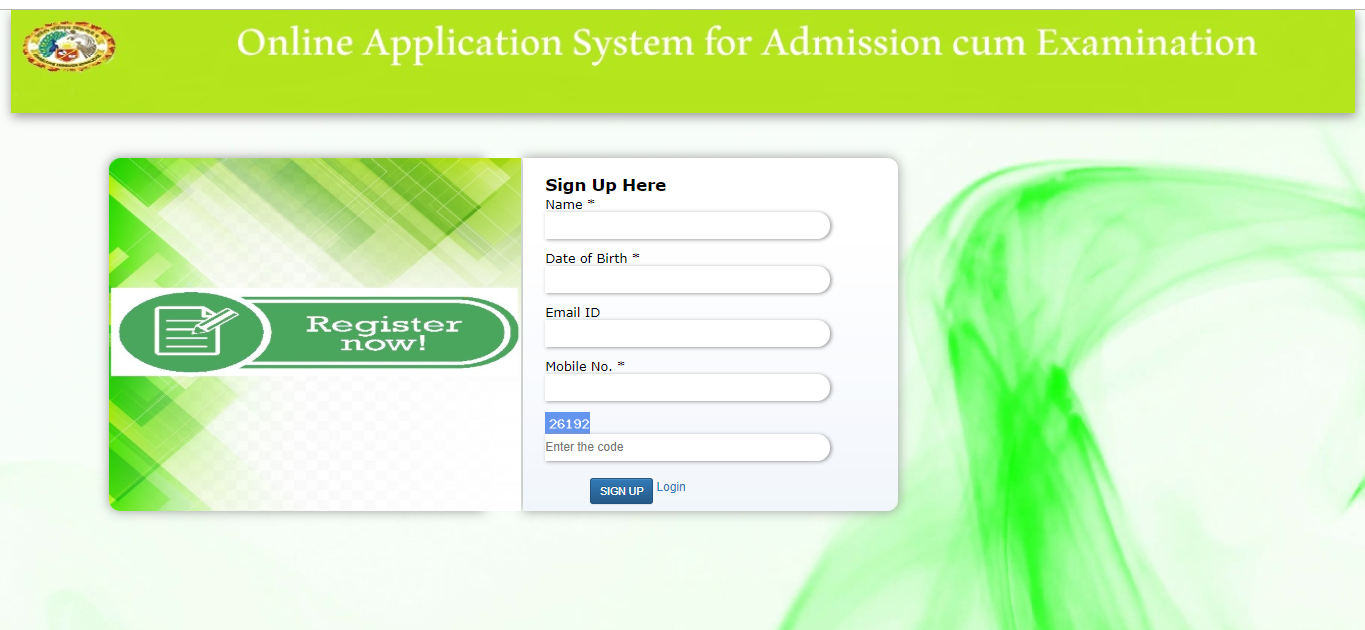 Online Application System for Admission cum Examination
Register
now!
Sign Up Here
Name *
Date of Birth *
Email ID
Mobile No. *
26192
Enter the code
SIGN UP Login